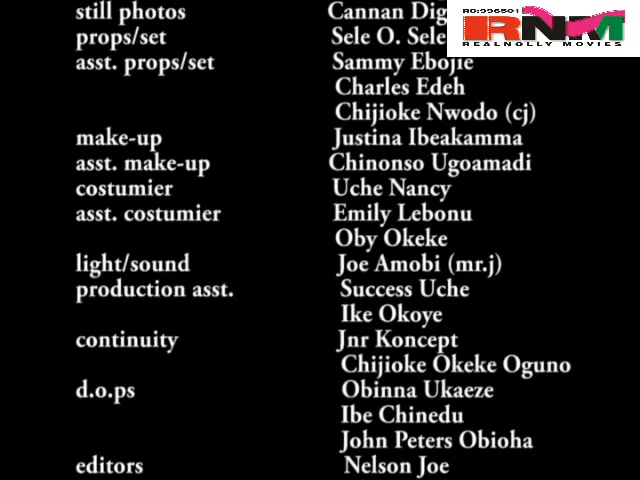 still photos Cannan Dig
props/set Sele O. Sele
asst. props/set Sammy Ebojie
Charles Edeh
Chijioke Nwodo (cj)
make-up Justina Ibeakamma
asst. make-up Chinonso Ugoamadi
costumier Uche Nancy
asst. costumier Emily Lebonu
Oby Okeke
light/sound Joe Amobi (mr.j)
production asst. Success Uche
Ike Okoye
continuity Jnr Koncept
Chijioke Okeke Oguno
d.o.ps Obinna Ukaeze
Ibe Chinedu
John Peters Obioha
editors Nelson Joe
RNM
REALNOLLY MOVIES